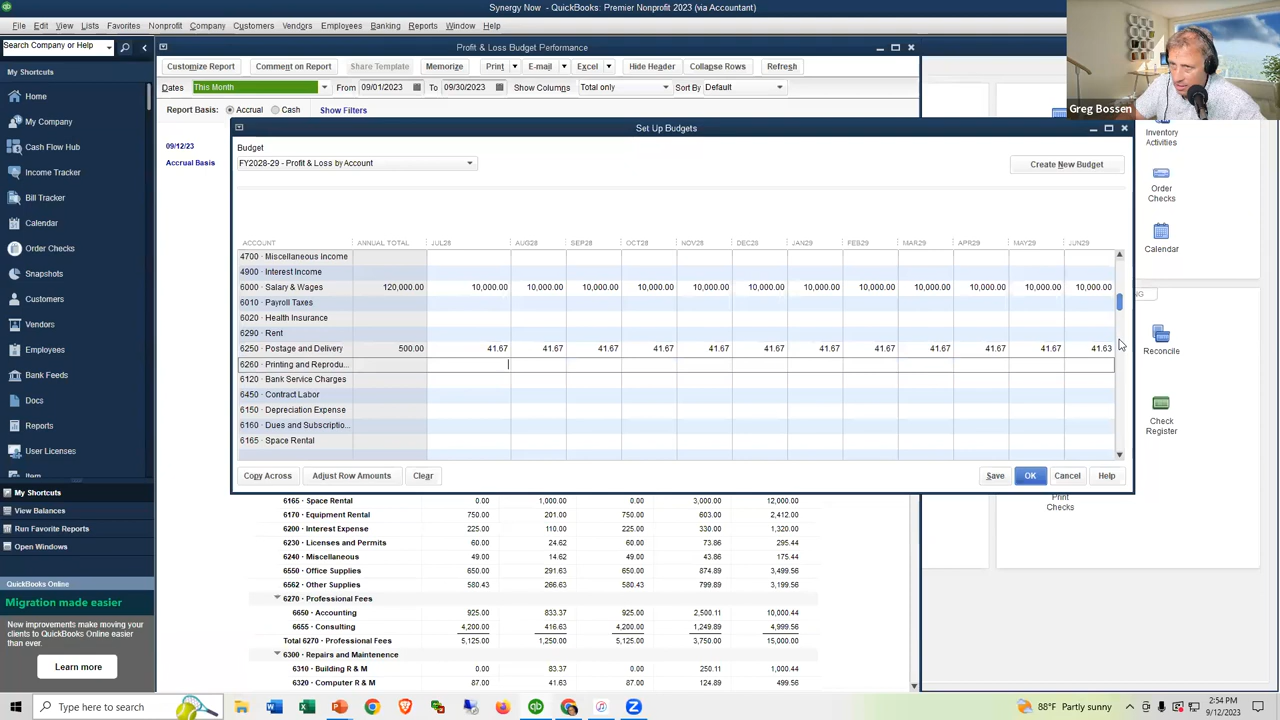 Synergy Now - QuickBooks: Premier Nonprofit 2023 (via Accountant)
File Edit View Lists Favorites Nonprofit Company Customers Vendors Employees Banking Reports Window Help
Search Company or Help
My Shortcuts
Home
My Company
Cash Flow Hub
Income Tracker
Bill Tracker
Calendar
Order Checks
Snapshots
Customers
Vendors
Employees
Bank Feeds
Docs
Reports
User Licenses
Item
My Shortcuts
View Balances
Run Favorite Reports
Open Windows
QuickBooks Online
Migration made easier
New improvements make moving your
clients to QuickBooks Online easier
than ever.
Learn more
Profit & Loss Budget Performance
Customize Report Comment on Report Share Template Memorize Print E-mail Excel Hide Header Collapse Rows Refresh
Dates This Month From 09/01/2023 To 09/30/2023 Show Columns Total only Sort By Default
Report Basis: Accrual Cash Show Filters
09/12/23
Accrual Basis
Set Up Budgets
Budget
FY2028-29 - Profit & Loss by Account
Create New Budget
ACCOUNT ANNUAL TOTAL JUL28 AUG28 SEP28 OCT28 NOV28 DEC28 JAN29 FEB29 MAR29 APR29 MAY29 JUN29
4700 · Miscellaneous Income
4900 · Interest Income
6000 · Salary & Wages 120,000.00 10,000.00 10,000.00 10,000.00 10,000.00 10,000.00 10,000.00 10,000.00 10,000.00 10,000.00 10,000.00 10,000.00 10,000.00
6010 · Payroll Taxes
6020 · Health Insurance
6290 · Rent
6250 · Postage and Delivery 500.00 41.67 41.67 41.67 41.67 41.67 41.67 41.67 41.67 41.67 41.67 41.67 41.63
6260 · Printing and Reprodu...
6120 · Bank Service Charges
6450 · Contract Labor
6150 · Depreciation Expense
6160 · Dues and Subscriptio...
6165 · Space Rental
Copy Across Adjust Row Amounts Clear Save OK Cancel Help
6165 · Space Rental 0.00 1,000.00 0.00 3,000.00 12,000.00
6170 · Equipment Rental 750.00 201.00 750.00 603.00 2,412.00
6200 · Interest Expense 225.00 110.00 225.00 330.00 1,320.00
6230 · Licenses and Permits 60.00 24.62 60.00 73.86 295.44
6240 · Miscellaneous 49.00 14.62 49.00 43.86 175.44
6550 · Office Supplies 650.00 291.63 650.00 874.89 3,499.56
6562 · Other Supplies 580.43 266.63 580.43 799.89 3,199.56
6270 · Professional Fees
6650 · Accounting 925.00 833.37 925.00 2,500.11 10,000.44
6655 · Consulting 4,200.00 416.63 4,200.00 1,249.89 4,999.56
Total 6270 · Professional Fees 5,125.00 1,250.00 5,125.00 3,750.00 15,000.00
6300 · Repairs and Maintenence
6310 · Building R & M 0.00 83.37 0.00 250.11 1,000.44
6320 · Computer R & M 87.00 41.63 87.00 124.89 499.56
Greg Bossen
Inventory
Activities
Order
Checks
Calendar
NG
Reconcile
Check
Register
Print
Checks
Type here to search
88°F Partly sunny
2:54 PM
9/12/2023